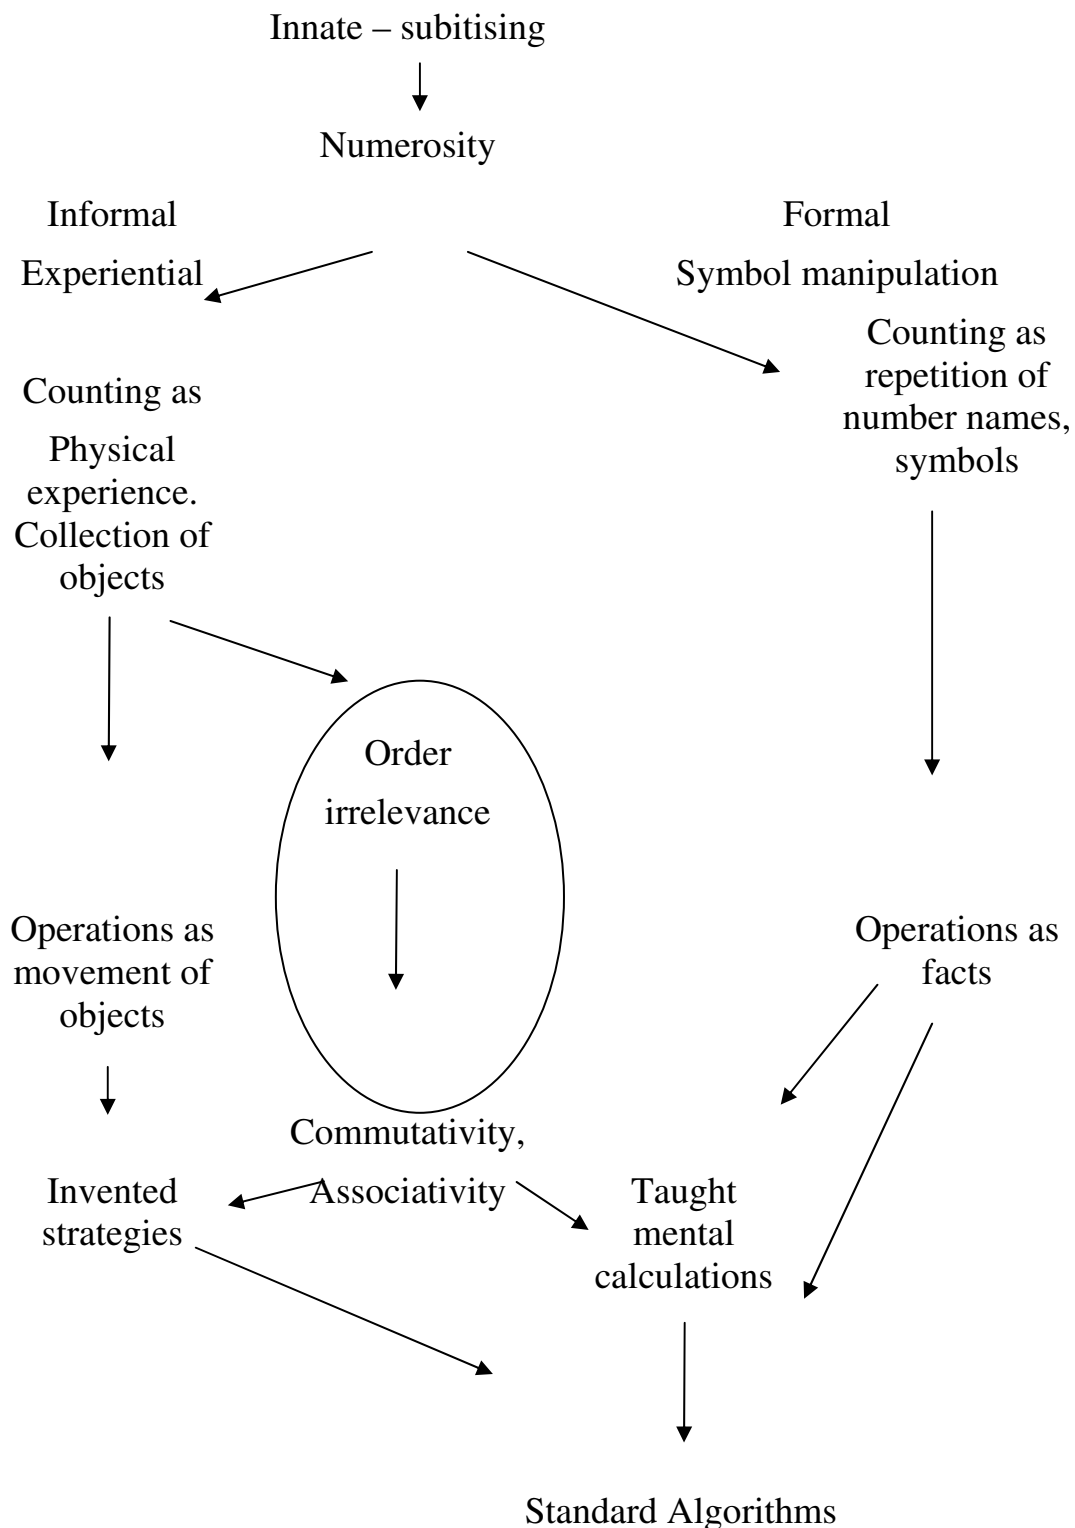 Innate – subitising
Numerosity
Informal
Formal
Experiential
Symbol manipulation
Counting as
repetition of
number names,
symbols
Counting as
Physical
experience.
Collection of
objects
Order
irrelevance
Operations as
movement of
objects
Operations as
facts
Commutativity,
Associativity
Invented
strategies
Taught
mental
calculations
Standard Algorithms